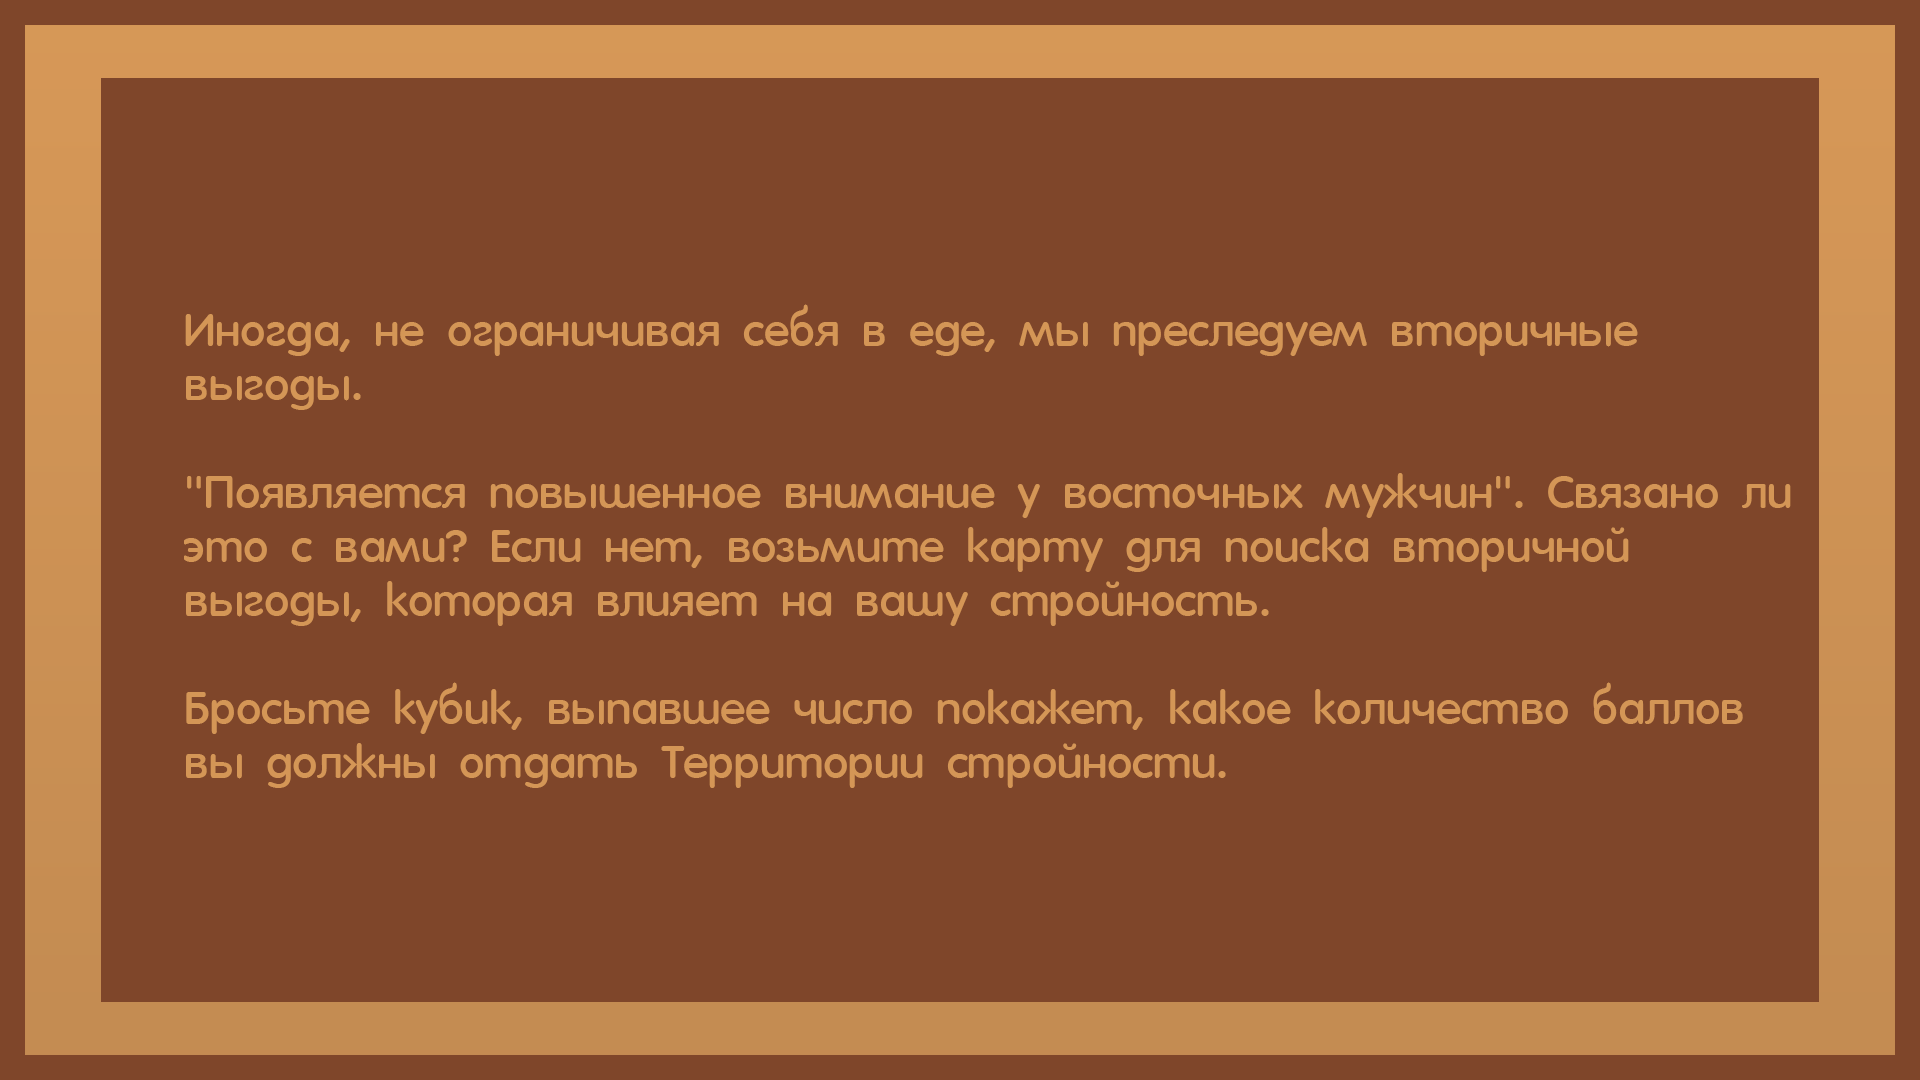 Иногда, не ограничивая себя в еде, мы преследуем вторичные
выгоды.
"Появляется повышенное внимание у восточных мужчин". Связано ли
это с вами? Если нет, возьмите карту для поиска вторичной
выгоды, которая влияет на вашу стройность.
Бросьте кубик, выпавшее число покажет, какое количество баллов
вы должны отдать Территории стройности.